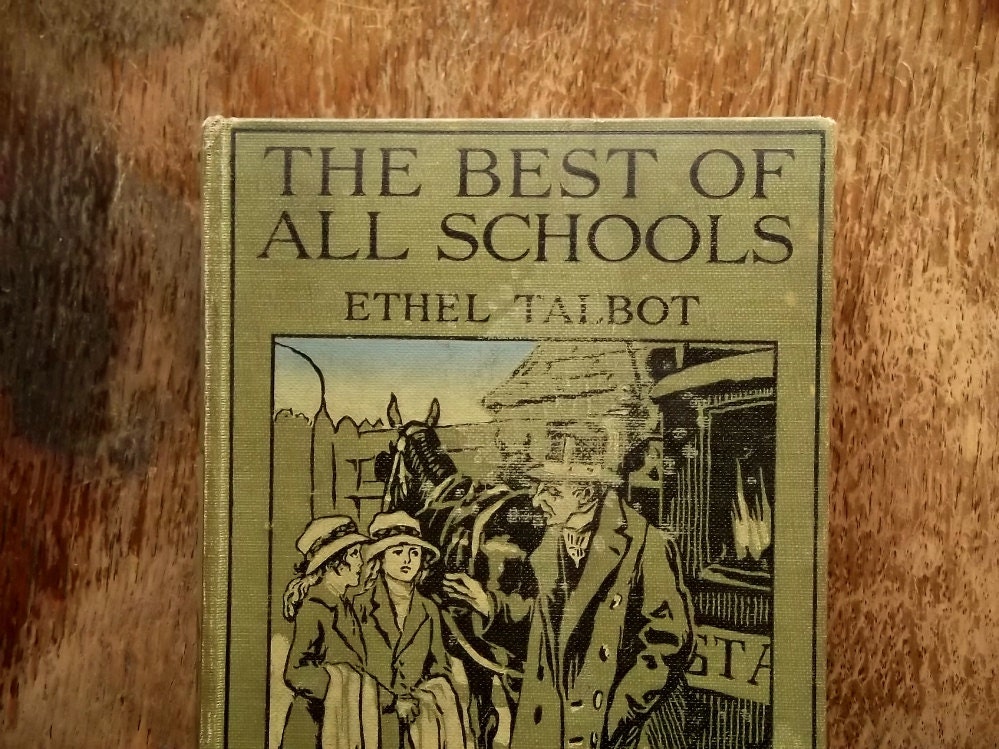 THE BEST OF
ALL SCHOOLS
ETHEL TALBOT
STA